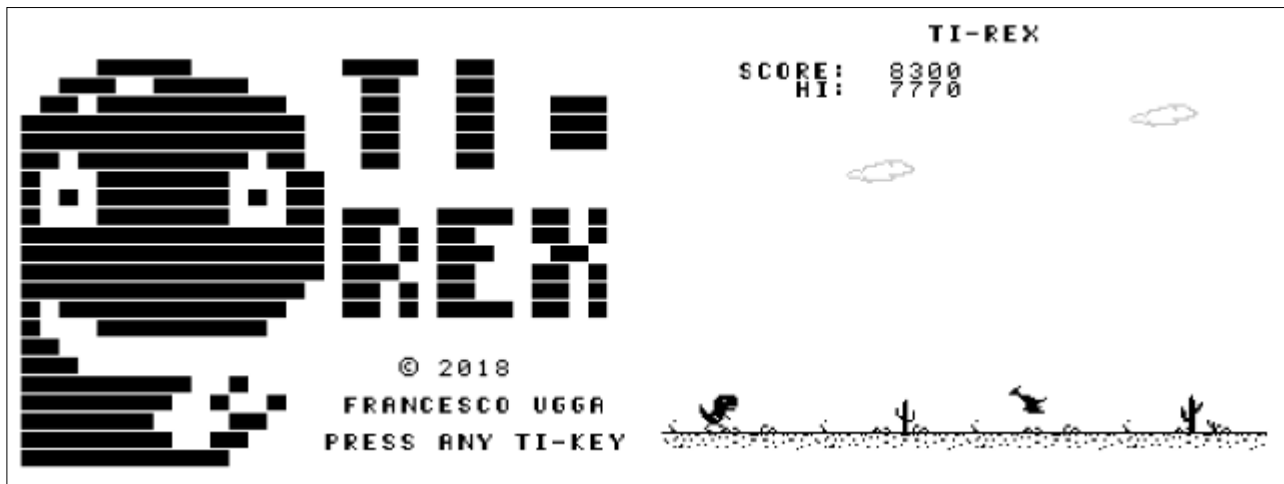 TI-
REX
© 2018
FRANCESCO UGGA
PRESS ANY TI-KEY
TI-REX
SCORE: 8300
HI: 7770